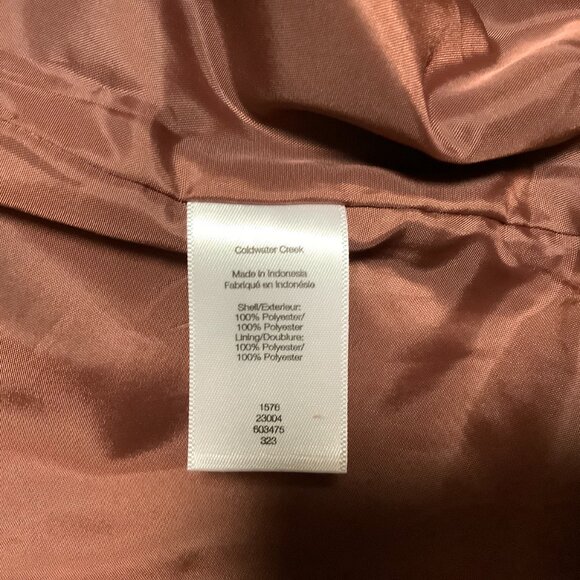 Coldwater Creek
Made in Indonesia
Fabriqué en Indonésie
Shell/Exterieur:
100% Polyester/
100% Polyester
Lining/Doublure:
100% Polyester/
100% Polyester
1576
23004
603475
323